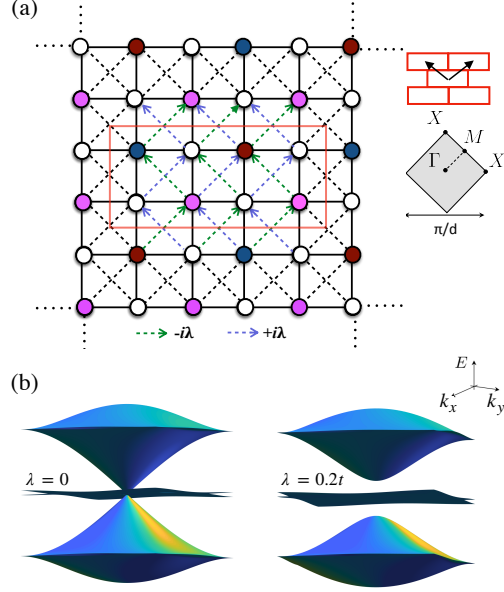 (a)
X
M
Γ
X
π/d
-iλ
+iλ
(b)
E
k_x
k_y
λ = 0
λ = 0.2t